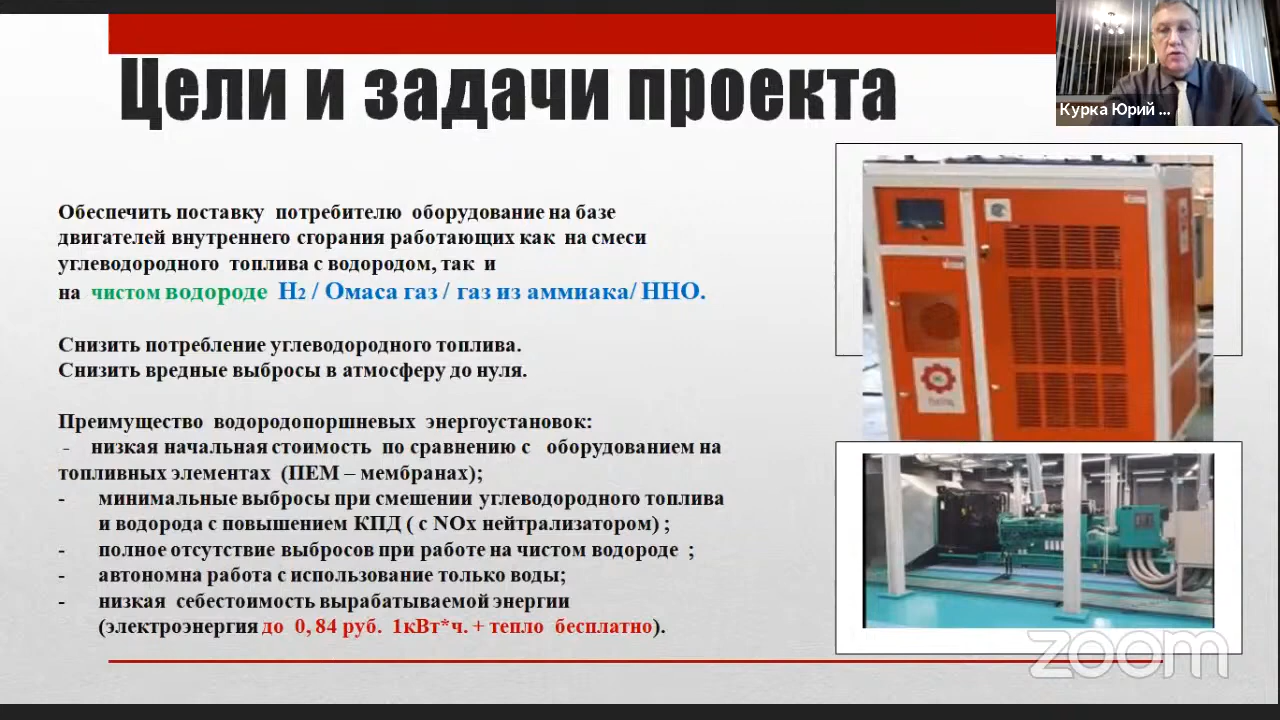 Цели и задачи проекта
Курка Юрий ...
Обеспечить поставку потребителю оборудование на базе
двигателей внутреннего сгорания работающих как на смеси
углеводородного топлива с водородом, так и
на чистом водороде H2 / Омаса газ / газ из аммиака/ ННО.
Снизить потребление углеводородного топлива.
Снизить вредные выбросы в атмосферу до нуля.
Преимущество водородопоршневых энергоустановок:
- низкая начальная стоимость по сравнению с оборудованием на
топливных элементах (ПЕМ – мембранах);
- минимальные выбросы при смешении углеводородного топлива
и водорода с повышением КПД ( с NOx нейтрализатором) ;
- полное отсутствие выбросов при работе на чистом водороде ;
- автономна работа с использование только воды;
- низкая себестоимость вырабатываемой энергии
(электроэнергия до 0, 84 руб. 1кВт*ч. + тепло бесплатно).
zoom